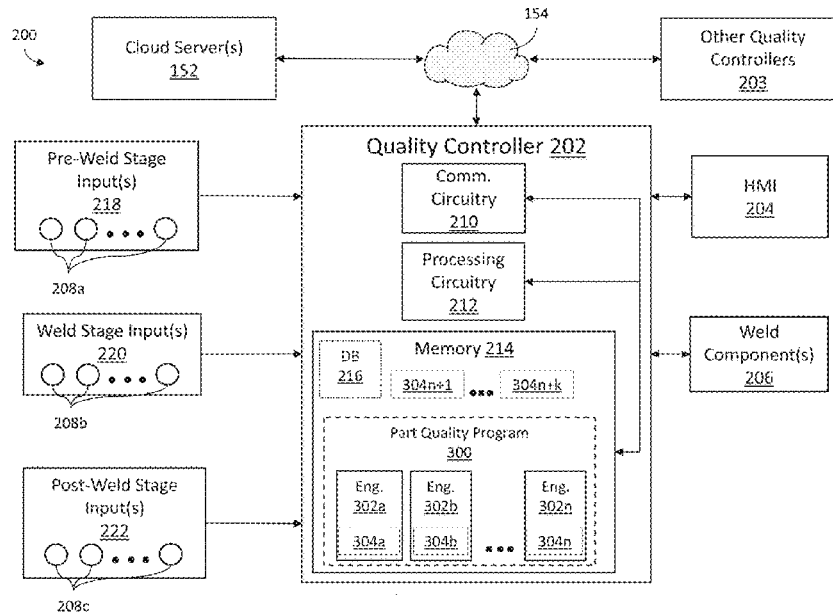 200
Cloud Server(s)
152
154
Other Quality
Controllers
203
Pre-Weld Stage
Input(s)
218
208a
Weld Stage Input(s)
220
208b
Post-Weld Stage
Input(s)
222
208c
Quality Controller 202
Comm.
Circuitry
210
Processing
Circuitry
212
Memory 214
DB
216
304n+1
304n+k
Part Quality Program
300
Eng.
302a
304a
Eng.
302b
304b
Eng.
302n
304n
HMI
204
Weld
Component(s)
206